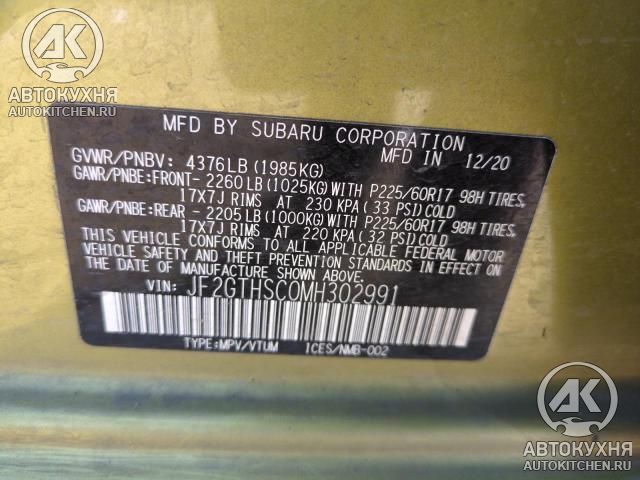 AK
АВТОКУХНЯ
AUTOKITCHEN.RU
MFD BY SUBARU CORPORATION
MFD IN 12/20
GVWR/PNBV: 4376LB (1985KG)
GAWR/PNBE:FRONT- 2260LB (1025KG) WITH P225/60R17 98H TIRES,
17X7J RIMS AT 230 KPA ( 33 PSI) COLD
GAWR/PNBE:REAR - 2205LB (1000KG) WITH P225/60R17 98H TIRES,
17X7J RIMS AT 220 KPA ( 32 PSI) COLD
THIS VEHICLE CONFORMS TO ALL APPLICABLE FEDERAL MOTOR
VEHICLE SAFETY AND THEFT PREVENTION STANDARDS IN EFFECT
ON THE DATE OF MANUFACTURE SHOWN ABOVE.
VIN: JF2GTHSC0MH302991
TYPE:MPV/VTUM ICES/NMB-002
AK
АВТОКУХНЯ
AUTOKITCHEN.RU